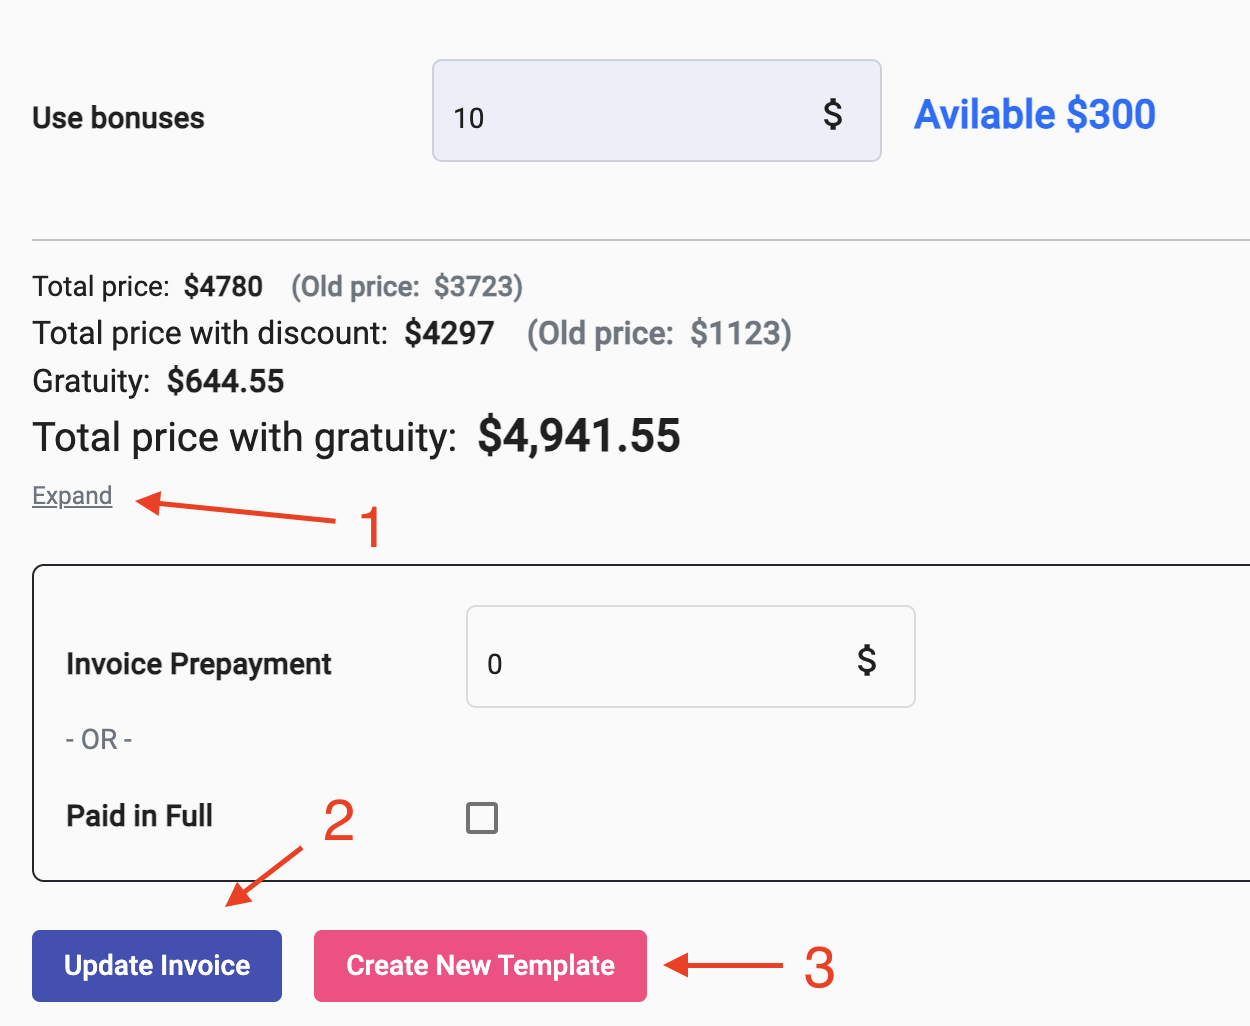 Use bonuses 10 $ Avilable $300
Total price: $4780 (Old price: $3723)
Total price with discount: $4297 (Old price: $1123)
Gratuity: $644.55
Total price with gratuity: $4,941.55
Expand
1
Invoice Prepayment 0 $
- OR -
Paid in Full
2
Update Invoice Create New Template 3